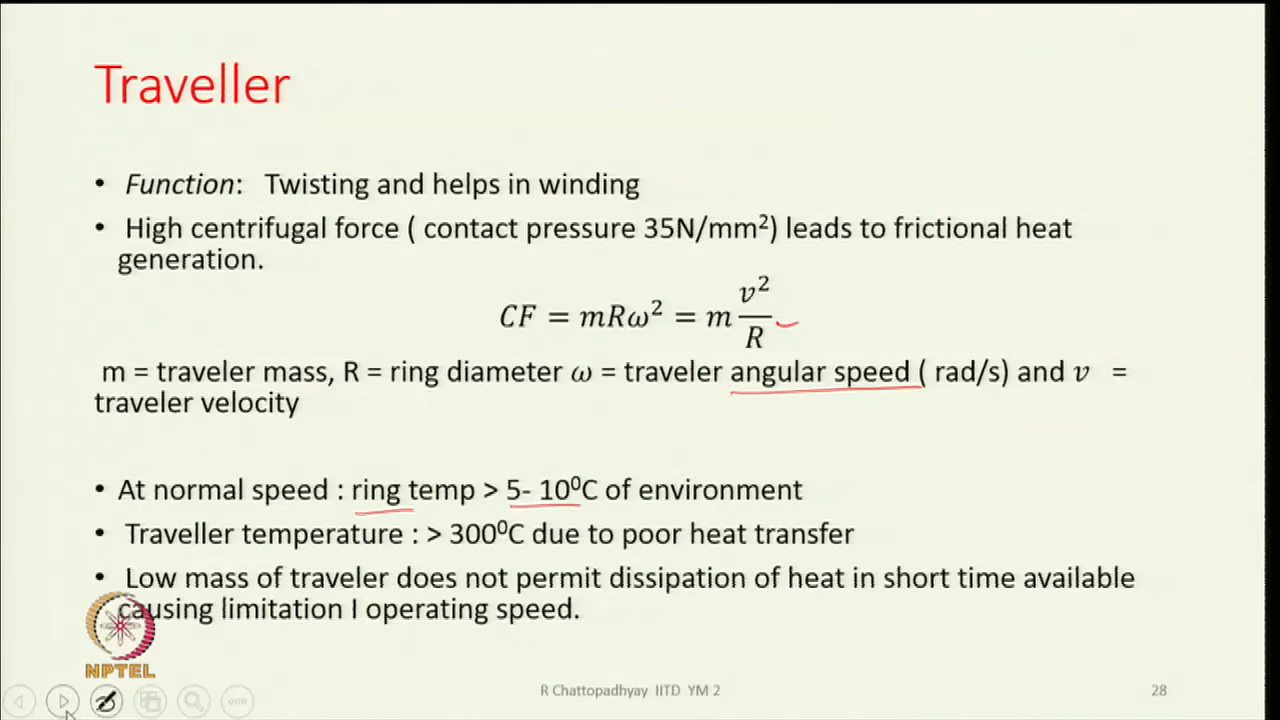 Traveller
• Function: Twisting and helps in winding
• High centrifugal force ( contact pressure 35N/mm²) leads to frictional heat
generation.
CF = mRω² = m v²/R
m = traveler mass, R = ring diameter ω = traveler angular speed ( rad/s) and v =
traveler velocity
• At normal speed : ring temp > 5- 10⁰C of environment
• Traveller temperature : > 300⁰C due to poor heat transfer
• Low mass of traveler does not permit dissipation of heat in short time available
causing limitation I operating speed.
NPTEL
R Chattopadhyay IITD YM 2
28